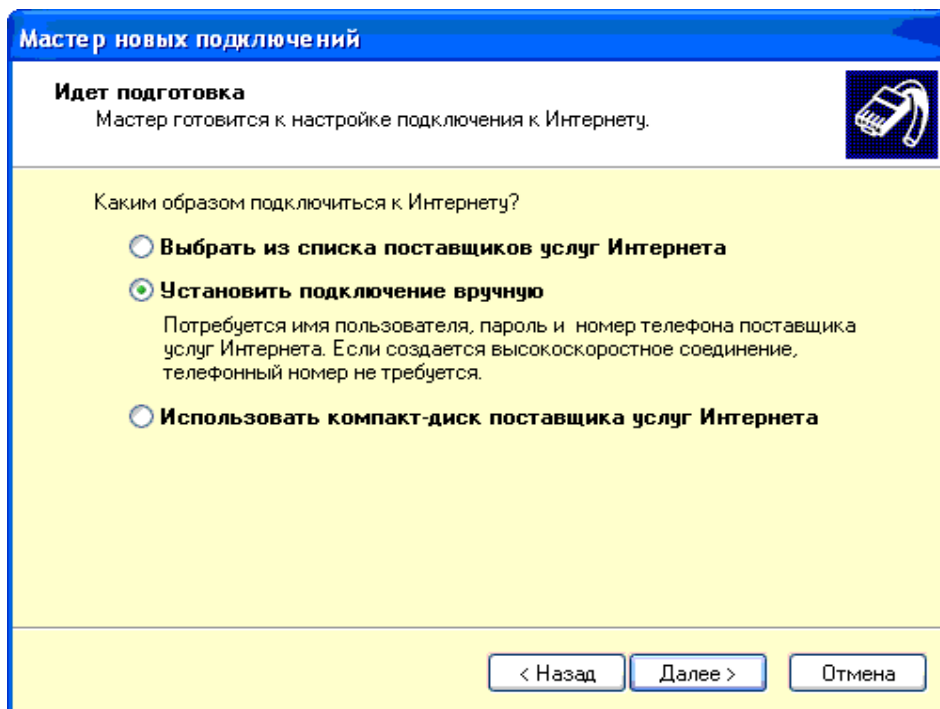 Мастер новых подключений
Идет подготовка
Мастер готовится к настройке подключения к Интернету.
Каким образом подключиться к Интернету?
Выбрать из списка поставщиков услуг Интернета
Установить подключение вручную
Потребуется имя пользователя, пароль и номер телефона поставщика
услуг Интернета. Если создается высокоскоростное соединение,
телефонный номер не требуется.
Использовать компакт-диск поставщика услуг Интернета
< Назад
Далее >
Отмена